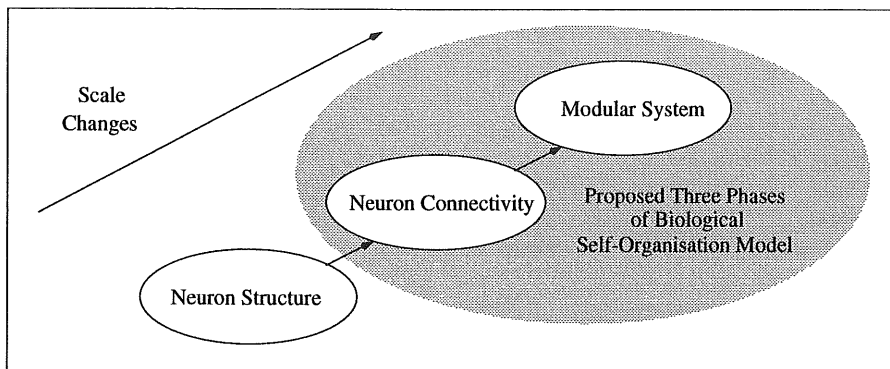 Scale
Changes
Modular System
Neuron Connectivity
Proposed Three Phases
of Biological
Self-Organisation Model
Neuron Structure